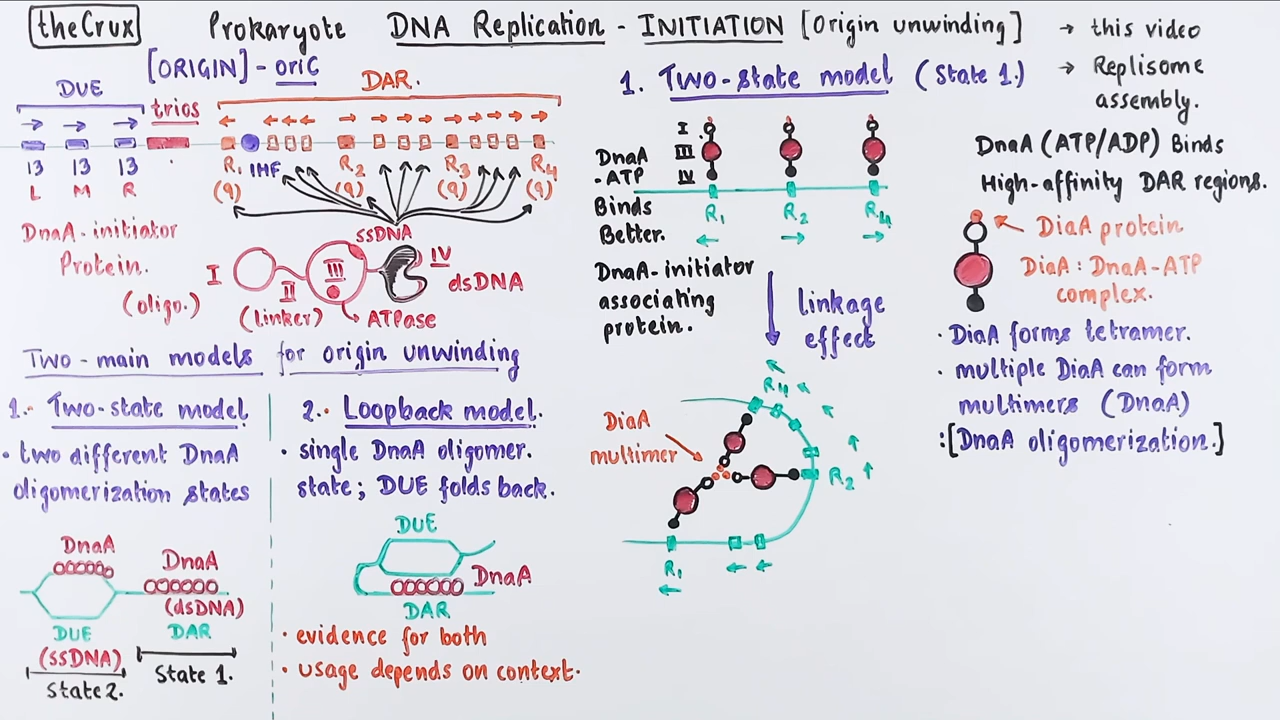 theCrux
Prokaryote DNA Replication - INITIATION [Origin unwinding]
→ this video
→ Replisome
assembly.
[ORIGIN] - oriC
DUE
trios
DAR.
13 13 13
L M R
R1 IHF R2 R3 R4
(9) (9) (9) (9)
DnaA - initiator
Protein.
(oligo.)
I
II
(linker)
III
ssDNA
ATPase
IV
dsDNA
Two - main models for origin unwinding
1. Two-state model
• two different DnaA
oligomerization states
DnaA
DnaA
(dsDNA)
DUE
DAR
(ssDNA)
State 1.
State 2.
2. Loopback model.
• single DnaA oligomer.
state; DUE folds back.
DUE
DnaA
DAR
• evidence for both
• usage depends on context.
1. Two-state model (State 1.)
I
III
IV
DnaA
-ATP
Binds
Better.
R1 R2 R4
DnaA-initiator
associating
protein.
linkage
effect
DiaA
multimer
R4
R2
R1
DnaA (ATP/ADP) Binds
High-affinity DAR regions.
DiaA protein
DiaA : DnaA-ATP
complex.
• DiaA forms tetramer.
• multiple DiaA can form
multimers (DnaA)
:[DnaA oligomerization.]